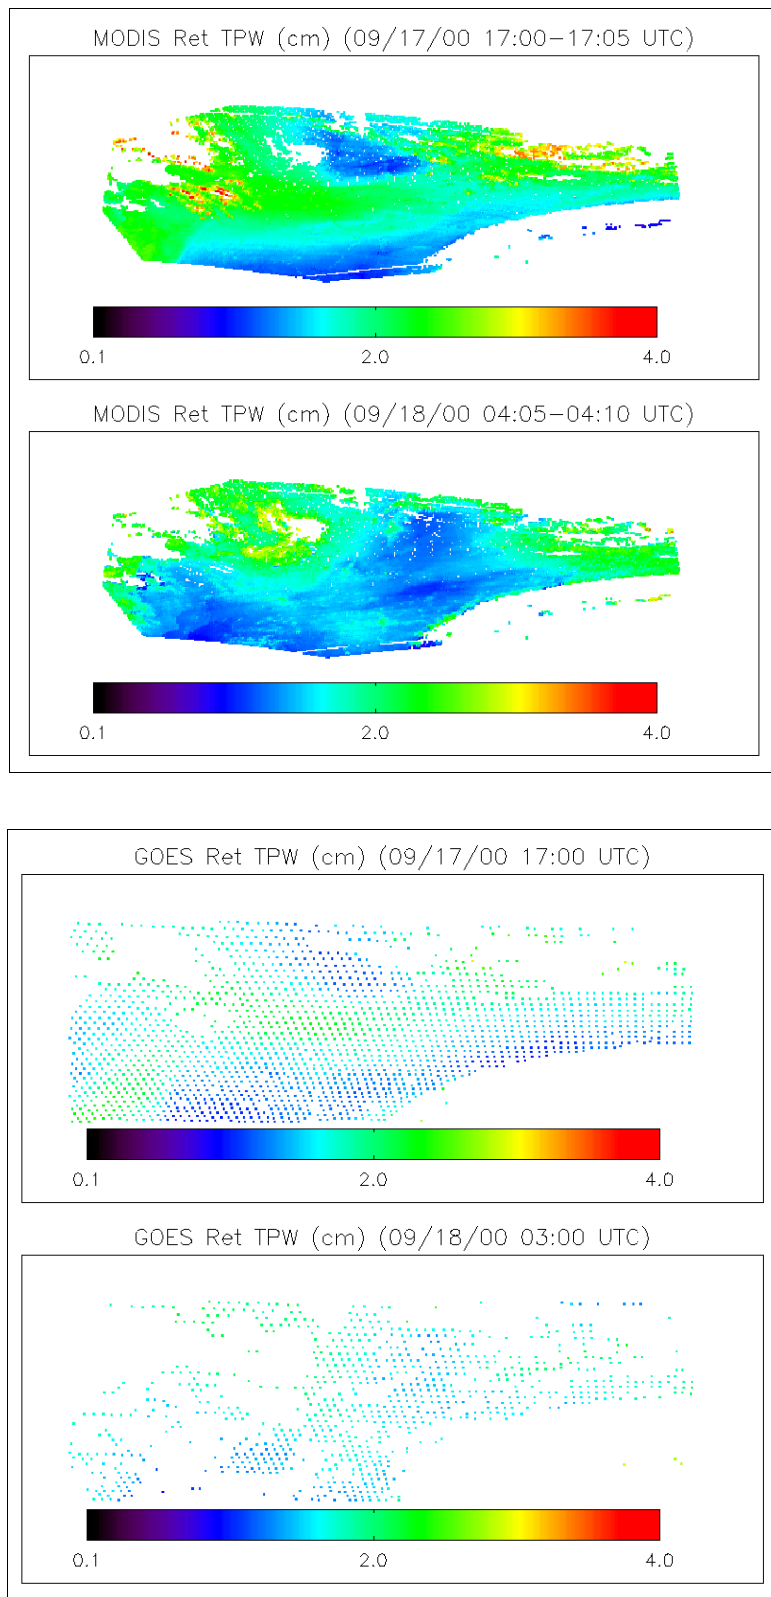 MODIS Ret TPW (cm) (09/17/00 17:00-17:05 UTC)
0.1 2.0 4.0
MODIS Ret TPW (cm) (09/18/00 04:05-04:10 UTC)
0.1 2.0 4.0
GOES Ret TPW (cm) (09/17/00 17:00 UTC)
0.1 2.0 4.0
GOES Ret TPW (cm) (09/18/00 03:00 UTC)
0.1 2.0 4.0